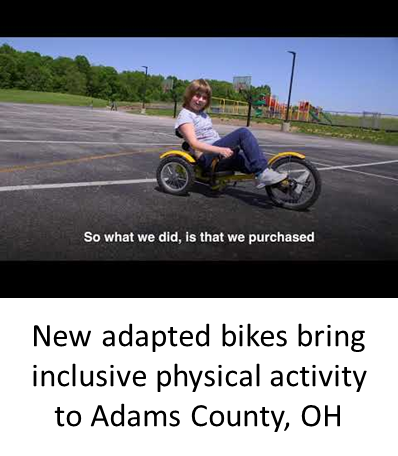 So what we did, is that we purchased
New adapted bikes bring
inclusive physical activity
to Adams County, OH